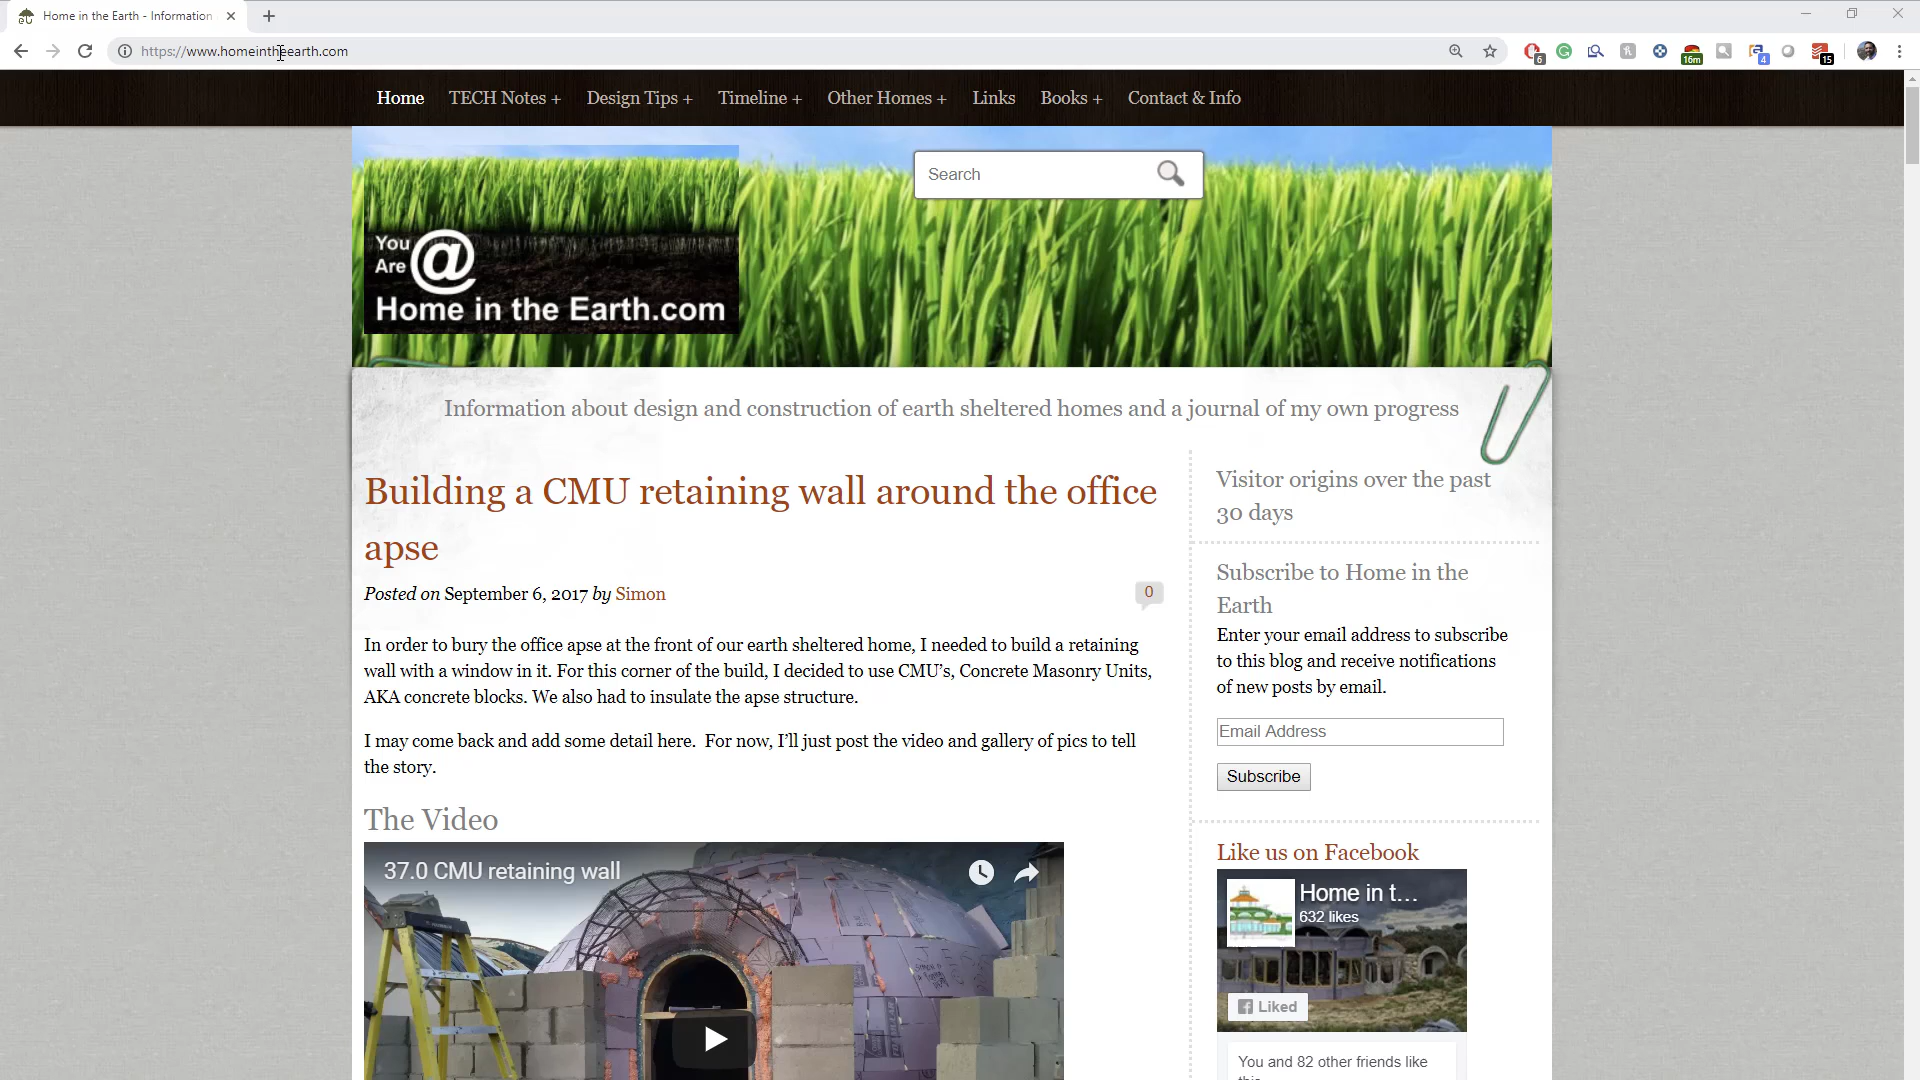 Home in the Earth - Information
https://www.homeintheearth.com
6
16m
4
15
Home
TECH Notes +
Design Tips +
Timeline +
Other Homes +
Links
Books +
Contact & Info
You
Are @
Home in the Earth.com
Search
Information about design and construction of earth sheltered homes and a journal of my own progress
Building a CMU retaining wall around the office
apse
Posted on September 6, 2017 by Simon
0
In order to bury the office apse at the front of our earth sheltered home, I needed to build a retaining
wall with a window in it. For this corner of the build, I decided to use CMU’s, Concrete Masonry Units,
AKA concrete blocks. We also had to insulate the apse structure.
I may come back and add some detail here.  For now, I’ll just post the video and gallery of pics to tell
the story.
The Video
37.0 CMU retaining wall
Visitor origins over the past
30 days
Subscribe to Home in the
Earth
Enter your email address to subscribe
to this blog and receive notifications
of new posts by email.
Email Address
Subscribe
Like us on Facebook
Home in t...
632 likes
Liked
You and 82 other friends like